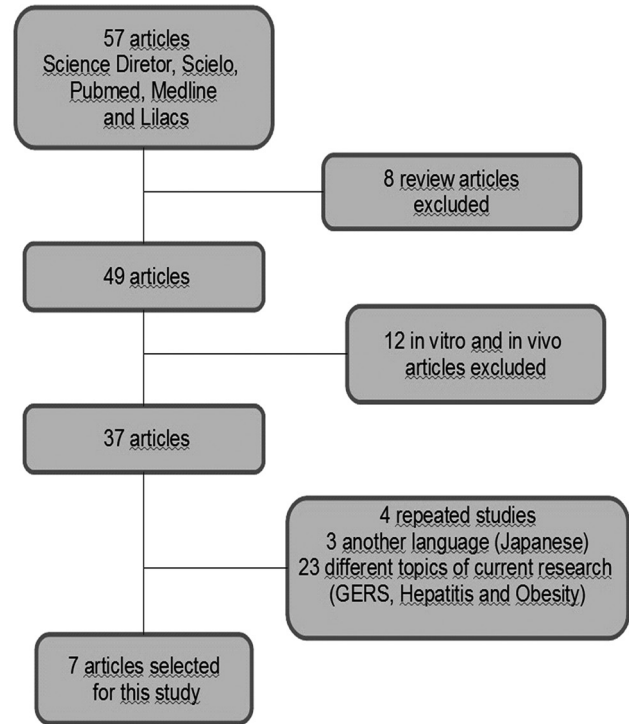 57 articles
Science Diretor, Scielo,
Pubmed, Medline
and Lilacs
8 review articles
excluded
49 articles
12 in vitro and in vivo
articles excluded
37 articles
4 repeated studies
3 another language (Japanese)
23 different topics of current research
(GERS, Hepatitis and Obesity)
7 articles selected
for this study